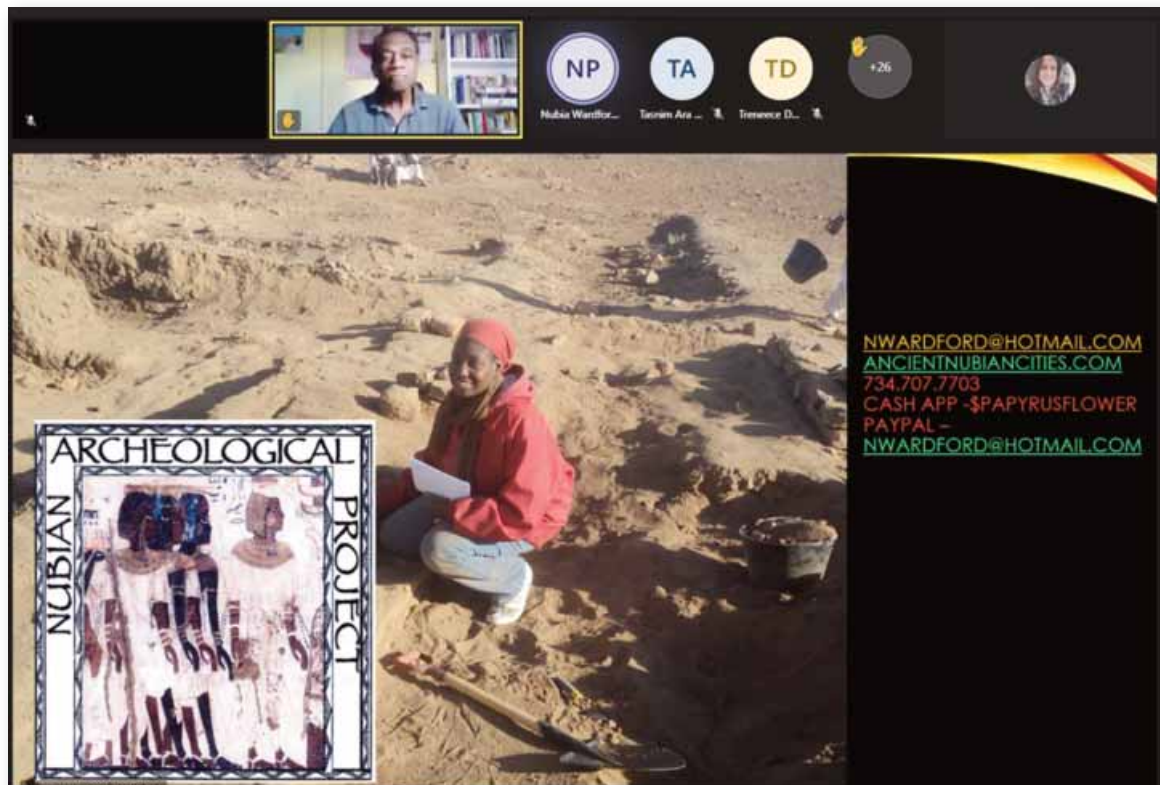 NP
TA
TD
+26
Nubia Wardfor...
Tasnim Ara ...
Treneece D...
ARCHEOLOGICAL
NUBIAN
PROJECT
NWARDFORD@HOTMAIL.COM
ANCIENTNUBIANCITIES.COM
734.707.7703
CASH APP -$PAPYRUSFLOWER
PAYPAL –
NWARDFORD@HOTMAIL.COM